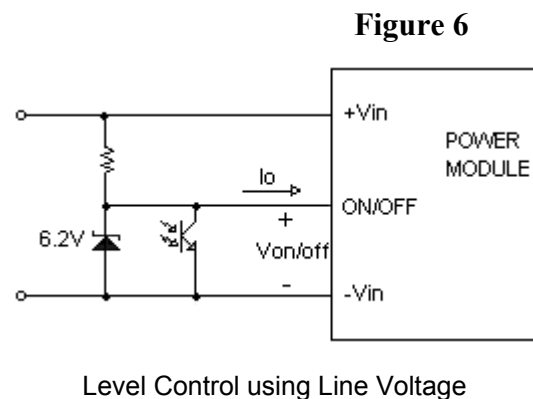 Figure 6
+Vin
POWER
MODULE
Io
ON/OFF
+
6.2V
Von/off
-
-Vin
Level Control using Line Voltage